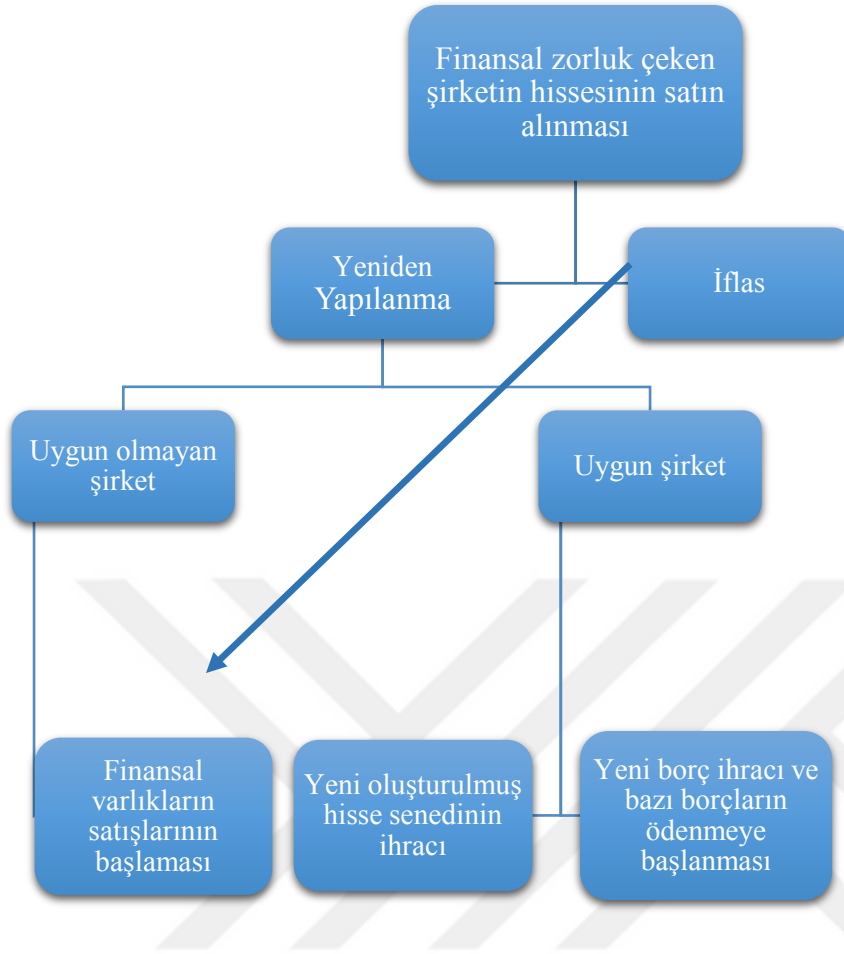 Finansal zorluk çeken
şirketin hissesinin satın
alınması
Yeniden
Yapılanma
İflas
Uygun olmayan
şirket
Uygun şirket
Finansal
varlıkların
satışlarının
başlaması
Yeni oluşturulmuş
hisse senedinin
ihracı
Yeni borç ihracı ve
bazı borçların
ödenmeye
başlanması